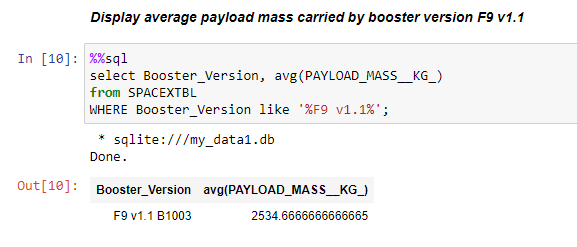 Display average payload mass carried by booster version F9 v1.1
In [10]: %%sql
select Booster_Version, avg(PAYLOAD_MASS__KG_)
from SPACEXTBL
WHERE Booster_Version like '%F9 v1.1%';
* sqlite:///my_data1.db
Done.
Out[10]: Booster_Version avg(PAYLOAD_MASS__KG_)
F9 v1.1 B1003 2534.6666666666665